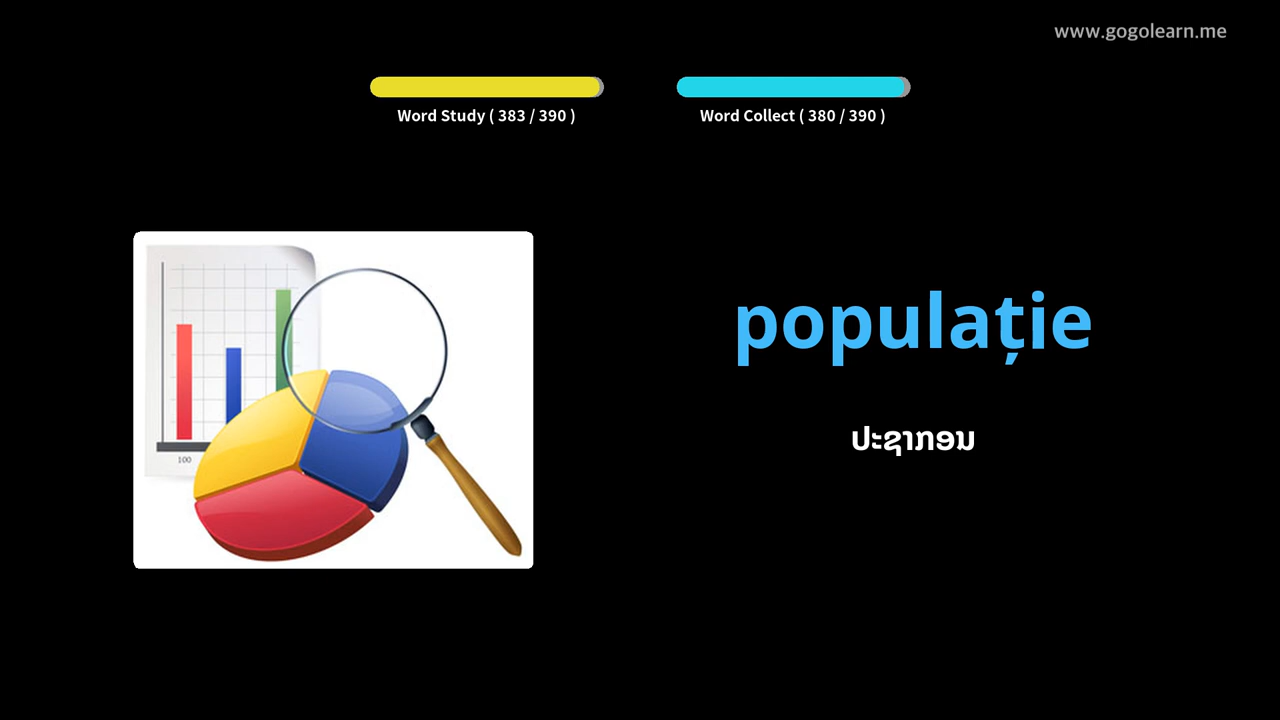 www.gogolearn.me
Word Study ( 383 / 390 )
Word Collect ( 380 / 390 )
populație
ປະຊາກອນ
100